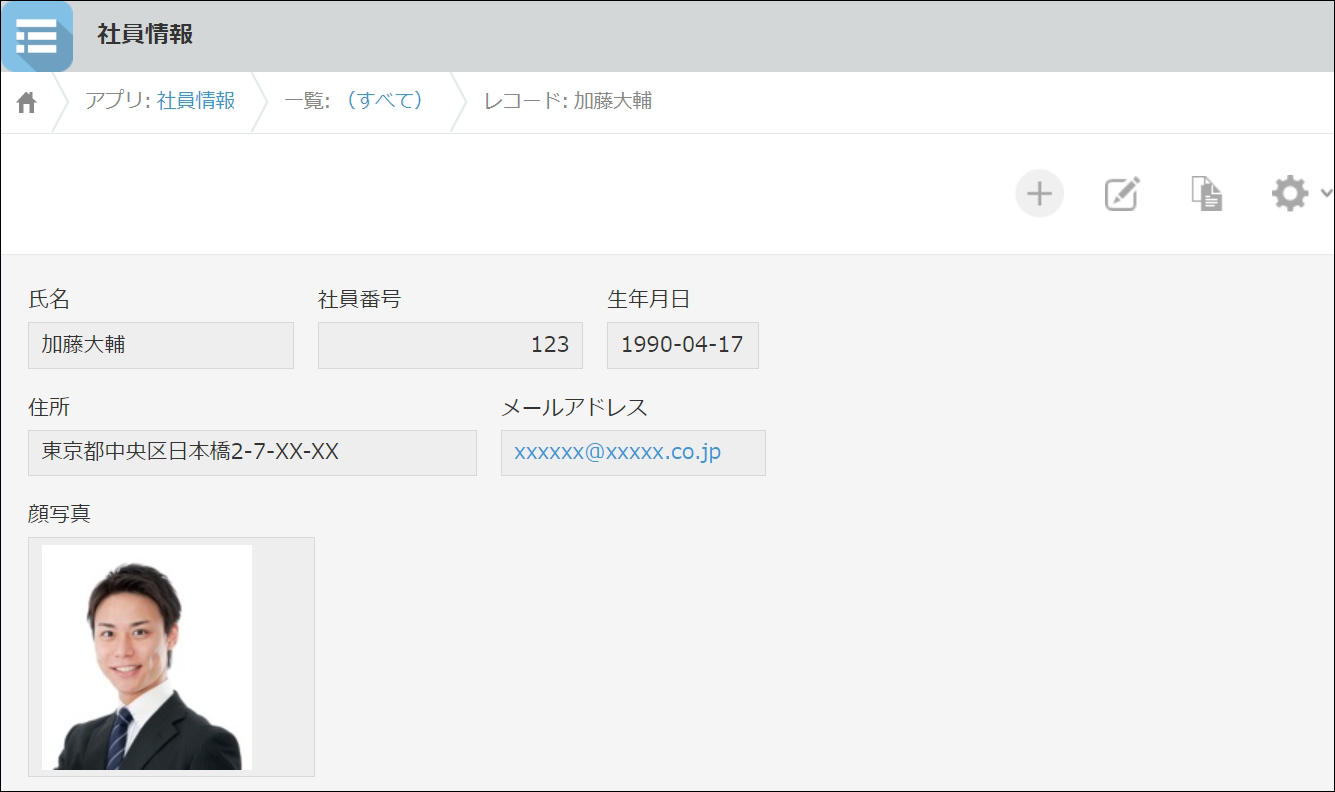 社員情報
アプリ: 社員情報 一覧: （すべて） レコード: 加藤大輔
氏名 社員番号 生年月日
加藤大輔 123 1990-04-17
住所 メールアドレス
東京都中央区日本橋2-7-XX-XX xxxxxx@xxxxx.co.jp
顔写真